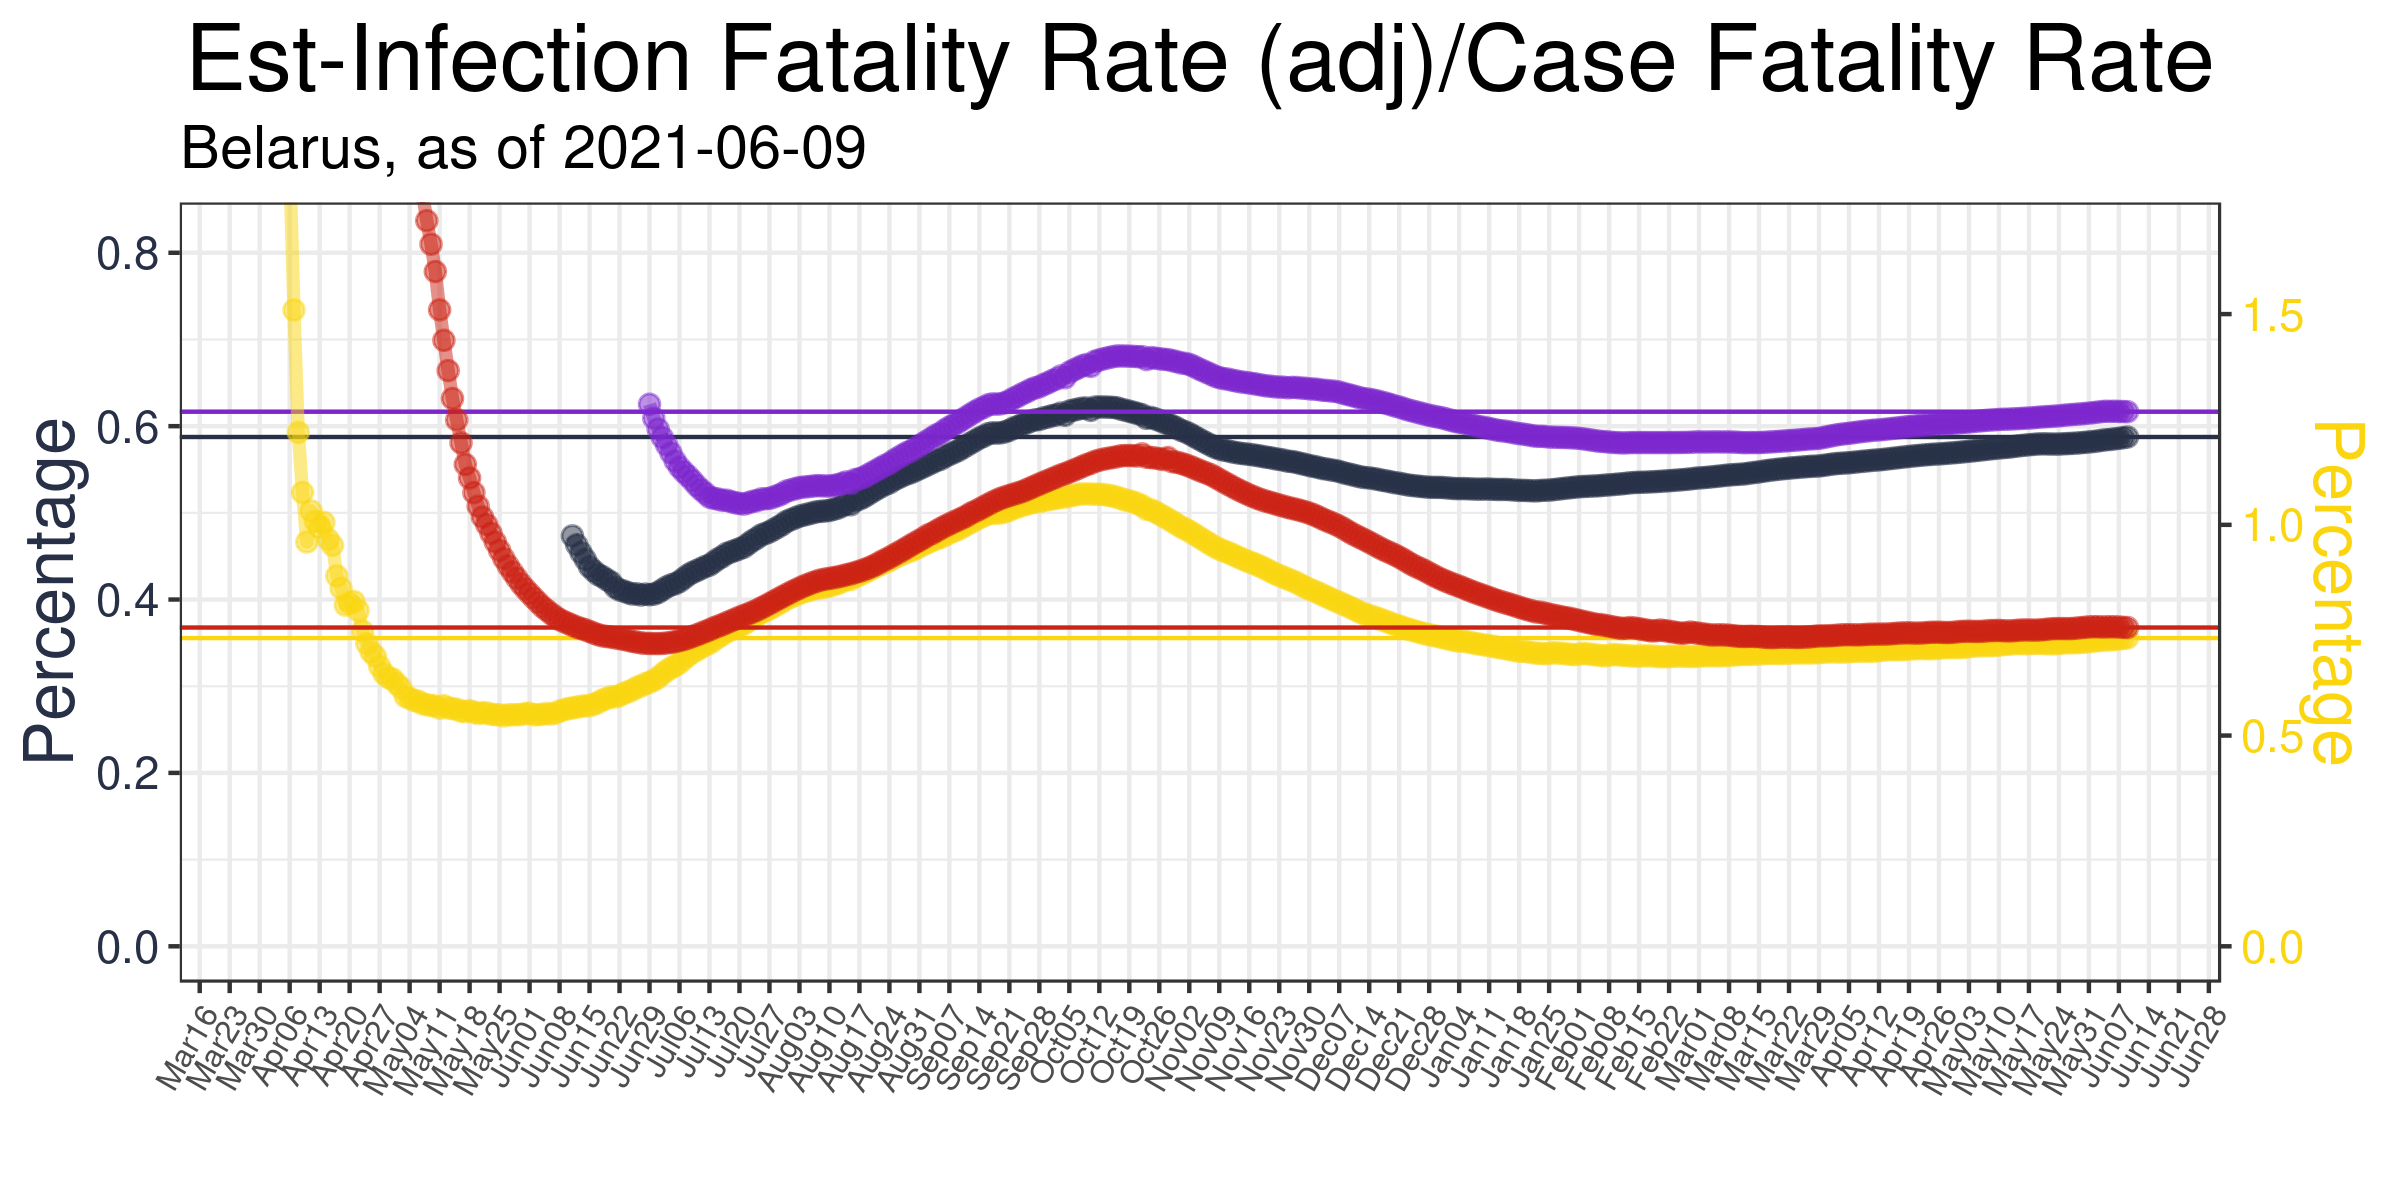 Est-Infection Fatality Rate (adj)/Case Fatality Rate
Belarus, as of 2021-06-09
Percentage
0.8
0.6
0.4
0.2
0.0
1.5
1.0
0.5
0.0
Percentage
Mar16 Mar23 Mar30 Apr06 Apr13 Apr20 Apr27 May04 May11 May18 May25 Jun01 Jun08 Jun15 Jun22 Jun29 Jul06 Jul13 Jul20 Jul27 Aug03 Aug10 Aug17 Aug24 Aug31 Sep07 Sep14 Sep21 Sep28 Oct05 Oct12 Oct19 Oct26 Nov02 Nov09 Nov16 Nov23 Nov30 Dec07 Dec14 Dec21 Dec28 Jan04 Jan11 Jan18 Jan25 Feb01 Feb08 Feb15 Feb22 Mar01 Mar08 Mar15 Mar22 Mar29 Apr05 Apr12 Apr19 Apr26 May03 May10 May17 May24 May31 Jun07 Jun14 Jun21 Jun28